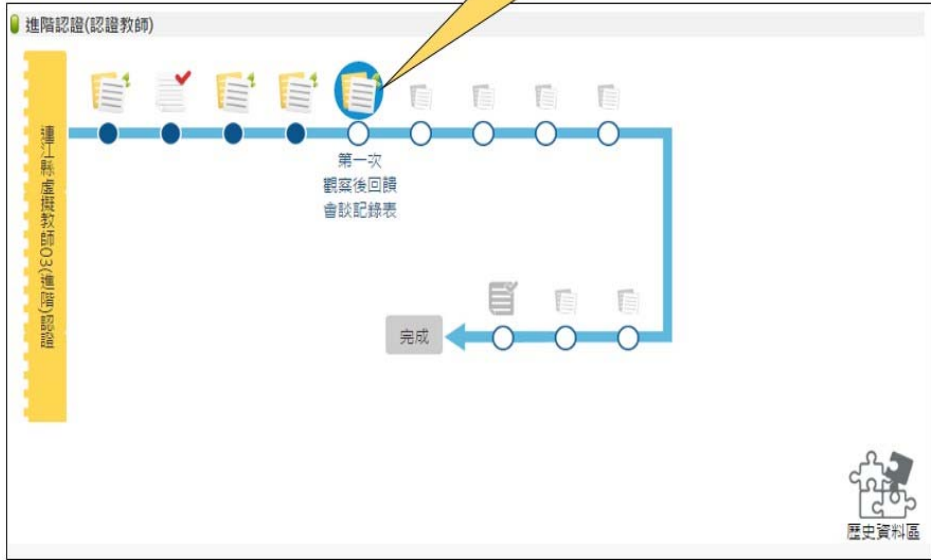 進階認證(認證教師)
連江縣虛擬教師03(進階)認證
第一次
觀察後回饋
會談記錄表
完成
歷史資料區